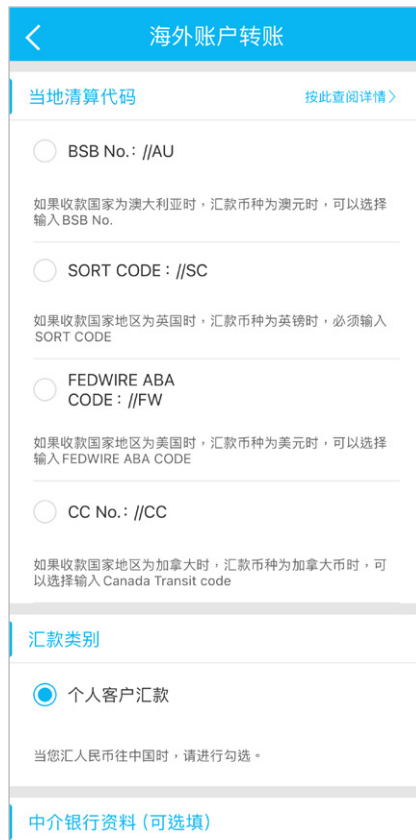 海外账户转账
当地清算代码 按此查阅详情>
BSB No.：//AU
如果收款国家为澳大利亚时，汇款币种为澳元时，可以选择
输入BSB No.
SORT CODE：//SC
如果收款国家地区为英国时，汇款币种为英镑时，必须输入
SORT CODE
FEDWIRE ABA
CODE：//FW
如果收款国家地区为美国时，汇款币种为美元时，可以选择
输入FEDWIRE ABA CODE
CC No.：//CC
如果收款国家地区为加拿大时，汇款币种为加拿大币时，可
以选择输入Canada Transit code
汇款类别
个人客户汇款
当您汇人民币往中国时，请进行勾选。
中介银行资料（可选填）